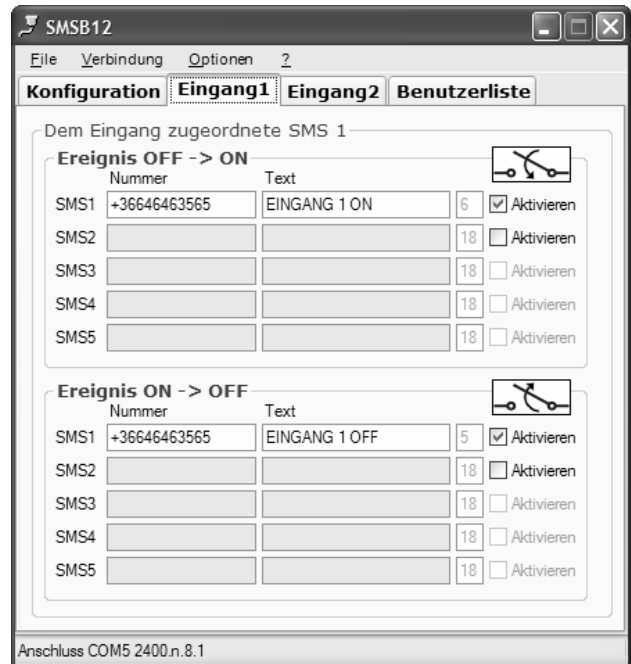 SMSB12
File Verbindung Optionen ?
Konfiguration Eingang1 Eingang2 Benutzerliste
Dem Eingang zugeordnete SMS 1
Ereignis OFF -> ON
Nummer Text
SMS1 +36646463565 EINGANG 1 ON 6 Aktivieren
SMS2 18 Aktivieren
SMS3 18 Aktivieren
SMS4 18 Aktivieren
SMS5 18 Aktivieren
Ereignis ON -> OFF
Nummer Text
SMS1 +36646463565 EINGANG 1 OFF 5 Aktivieren
SMS2 18 Aktivieren
SMS3 18 Aktivieren
SMS4 18 Aktivieren
SMS5 18 Aktivieren
Anschluss COM5 2400.n.8.1